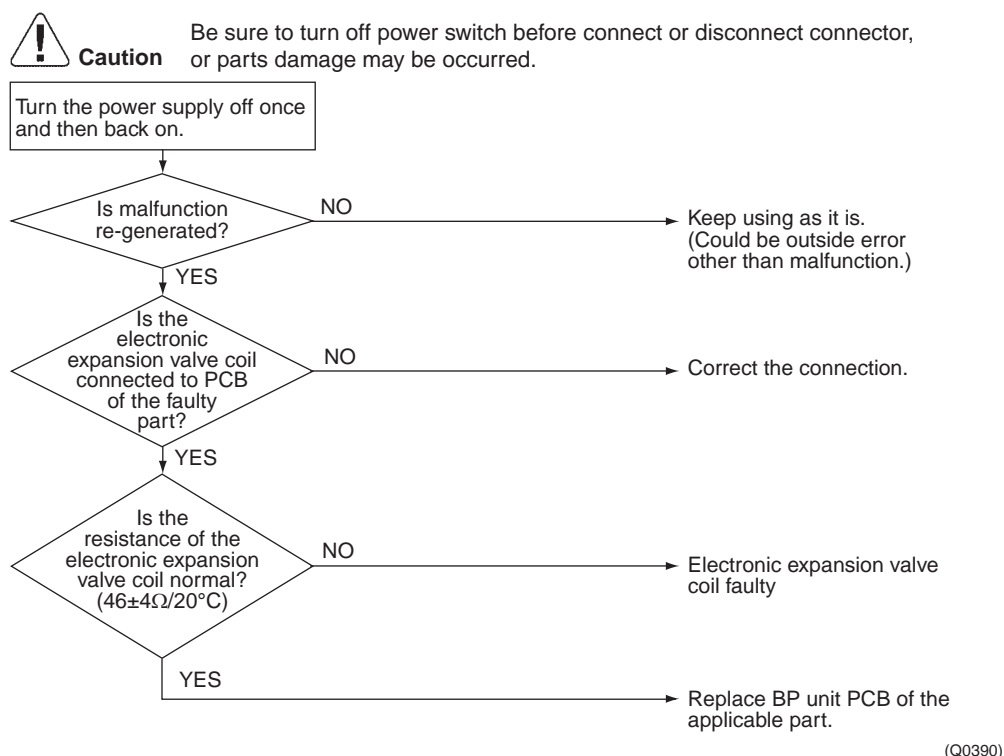 Be sure to turn off power switch before connect or disconnect connector,
Caution or parts damage may be occurred.
Turn the power supply off once
and then back on.
Is malfunction
re-generated?
NO
Keep using as it is.
(Could be outside error
other than malfunction.)
YES
Is the
electronic
expansion valve coil
connected to PCB
of the faulty
part?
NO
Correct the connection.
YES
Is the
resistance of the
electronic expansion
valve coil normal?
(46±4Ω/20°C)
NO
Electronic expansion valve
coil faulty
YES
Replace BP unit PCB of the
applicable part.
(Q0390)